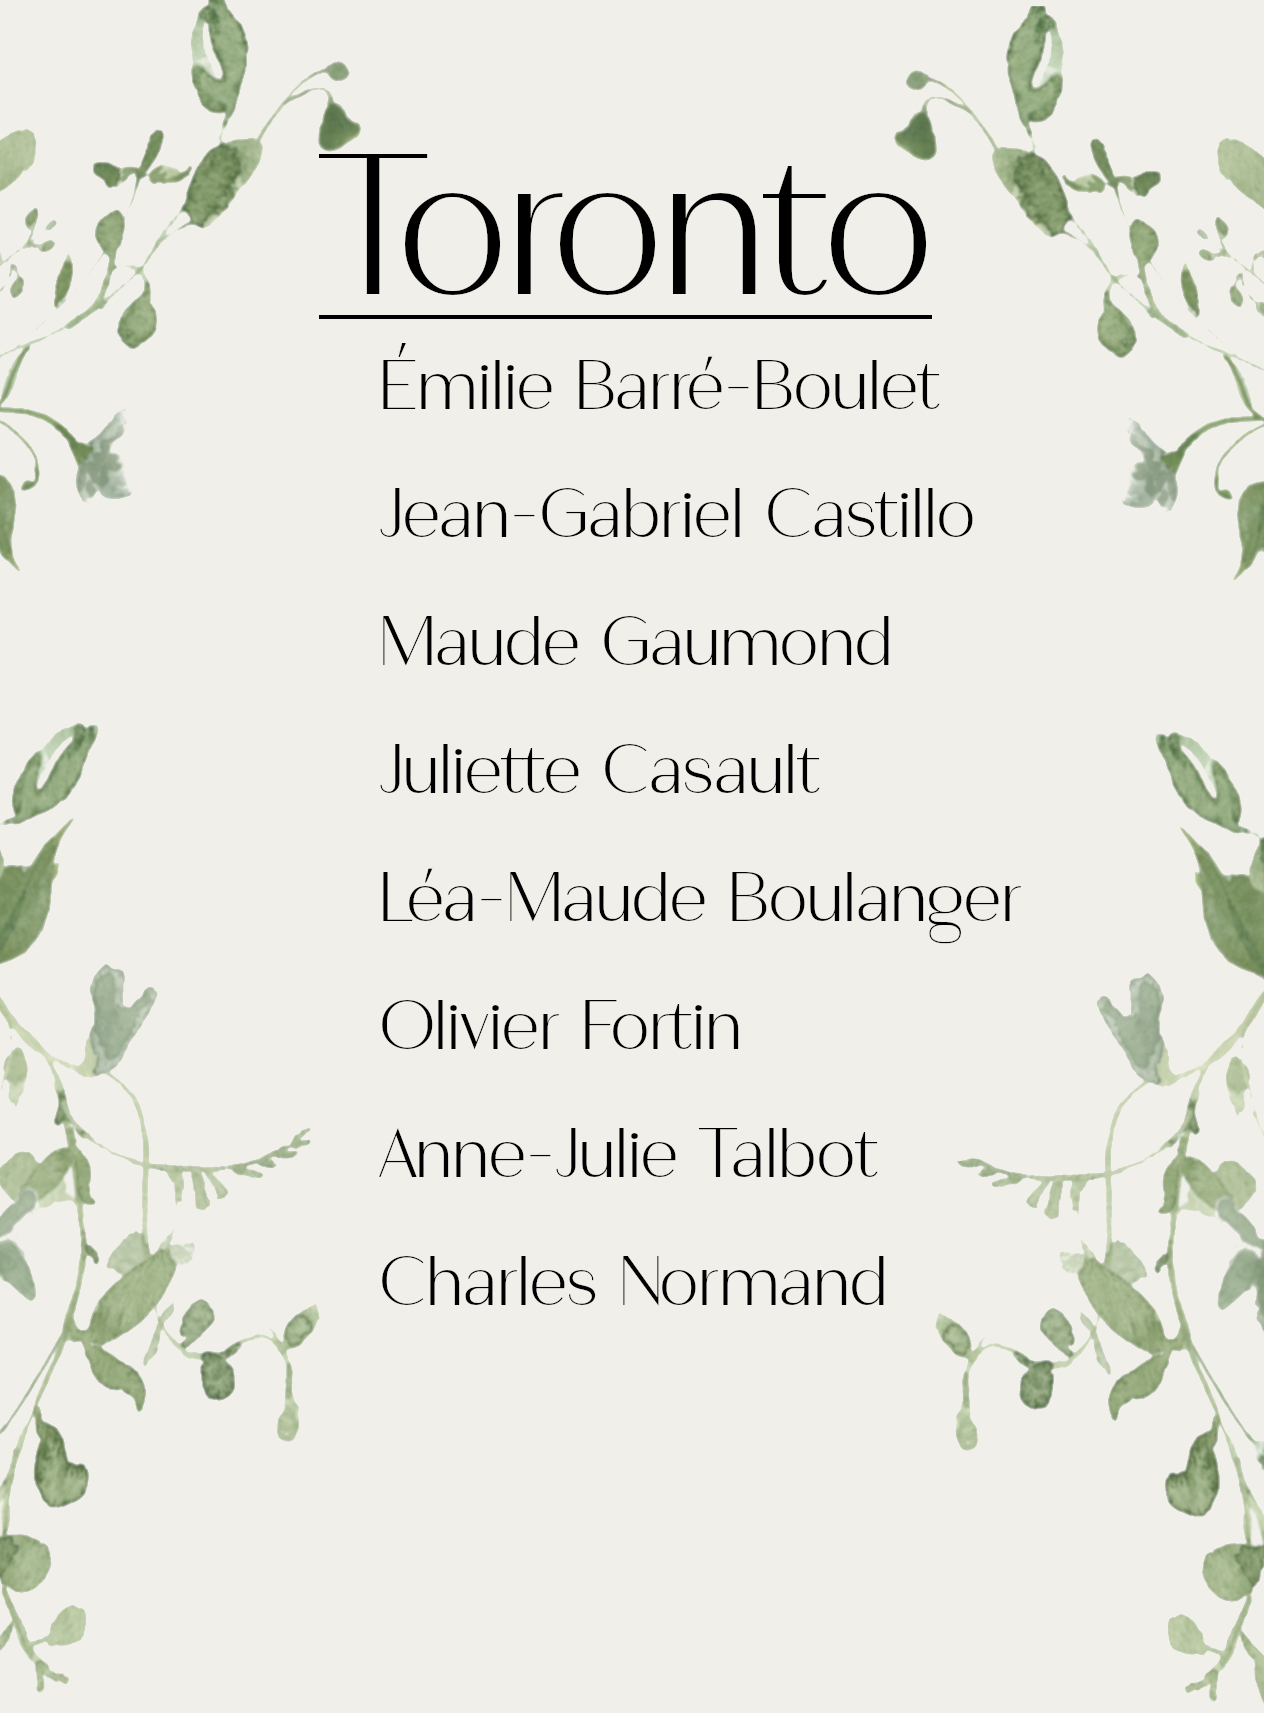 Toronto
Émilie Barré-Boulet
Jean-Gabriel Castillo
Maude Gaumond
Juliette Casault
Léa-Maude Boulanger
Olivier Fortin
Anne-Julie Talbot
Charles Normand